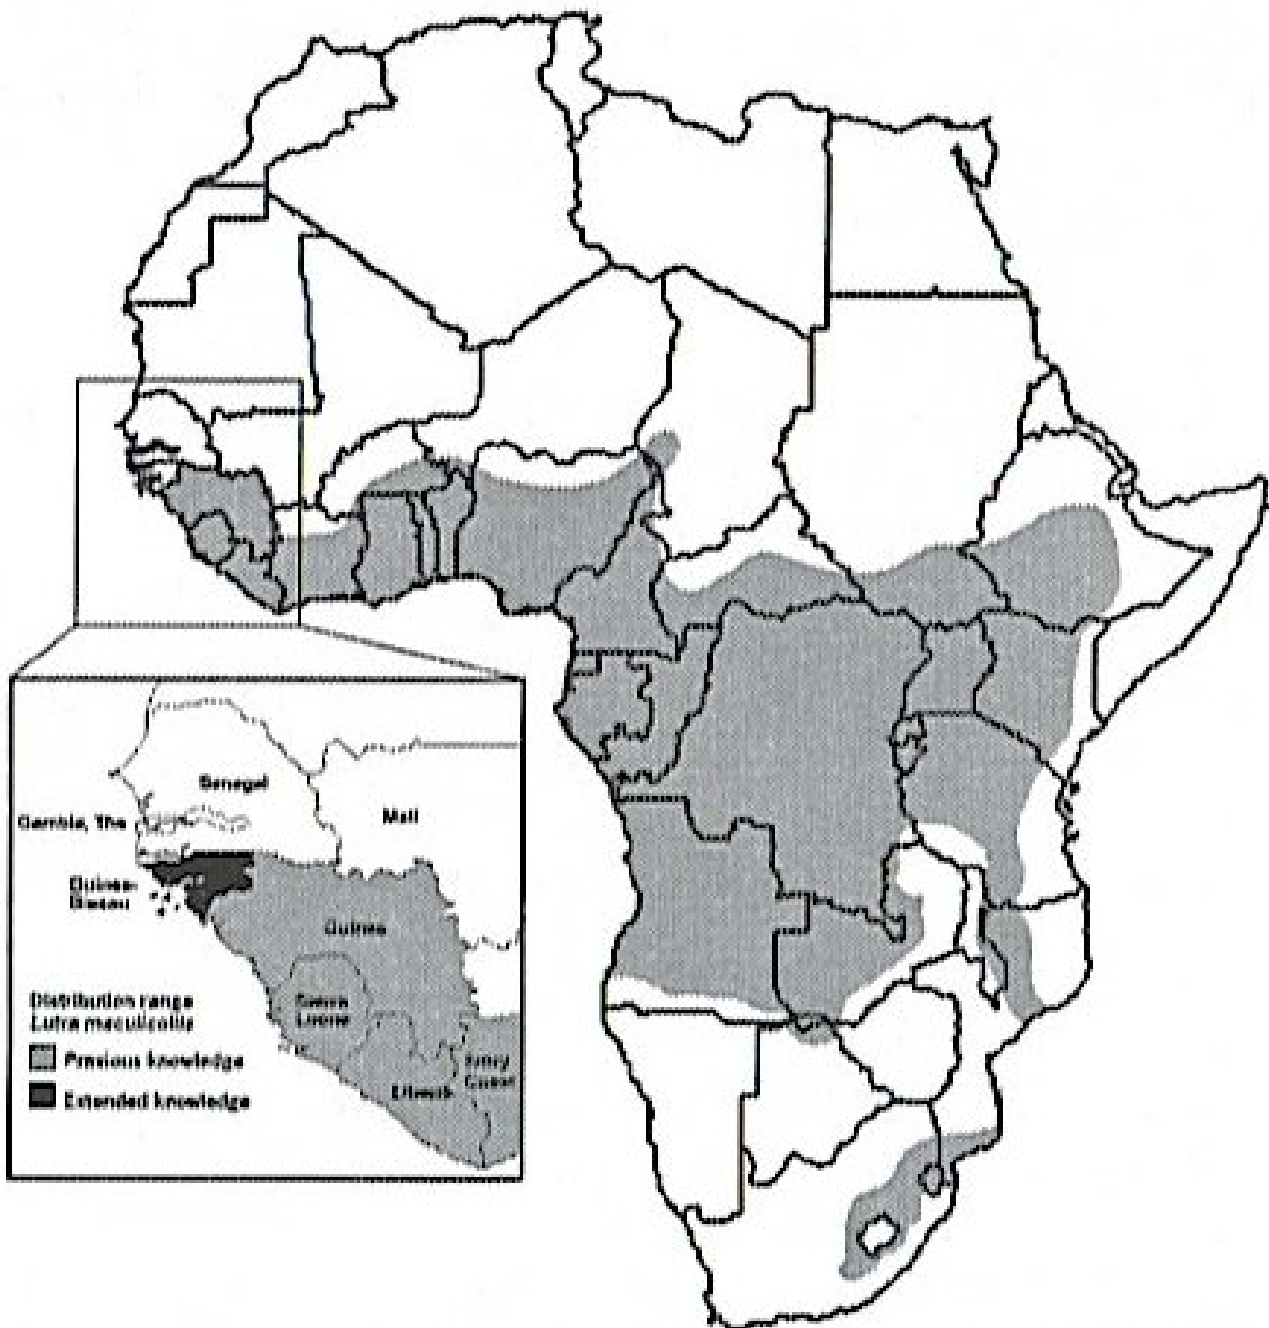 Senegal
Gambia, The
Mali
Guinea-
Bissau
Guinea
Sierra
Leone
Ivory
Coast
Liberia
Distribution range
Lutra maculicollis
Previous knowledge
Extended knowledge